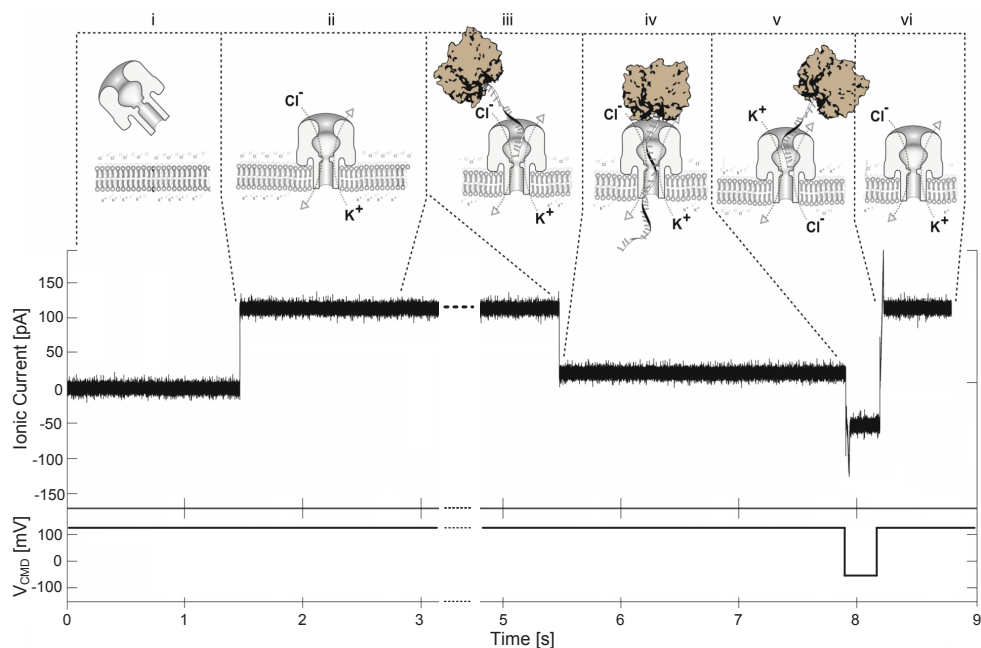 i ii iii iv v vi
Cl-
K+
Cl-
Cl-
K+
K+
Cl-
Cl-
K+
Ionic Current [pA]
150
100
50
0
-50
-100
-150
VCMD [mV]
100
0
-100
0 1 2 3 5 6 7 8 9
Time [s]